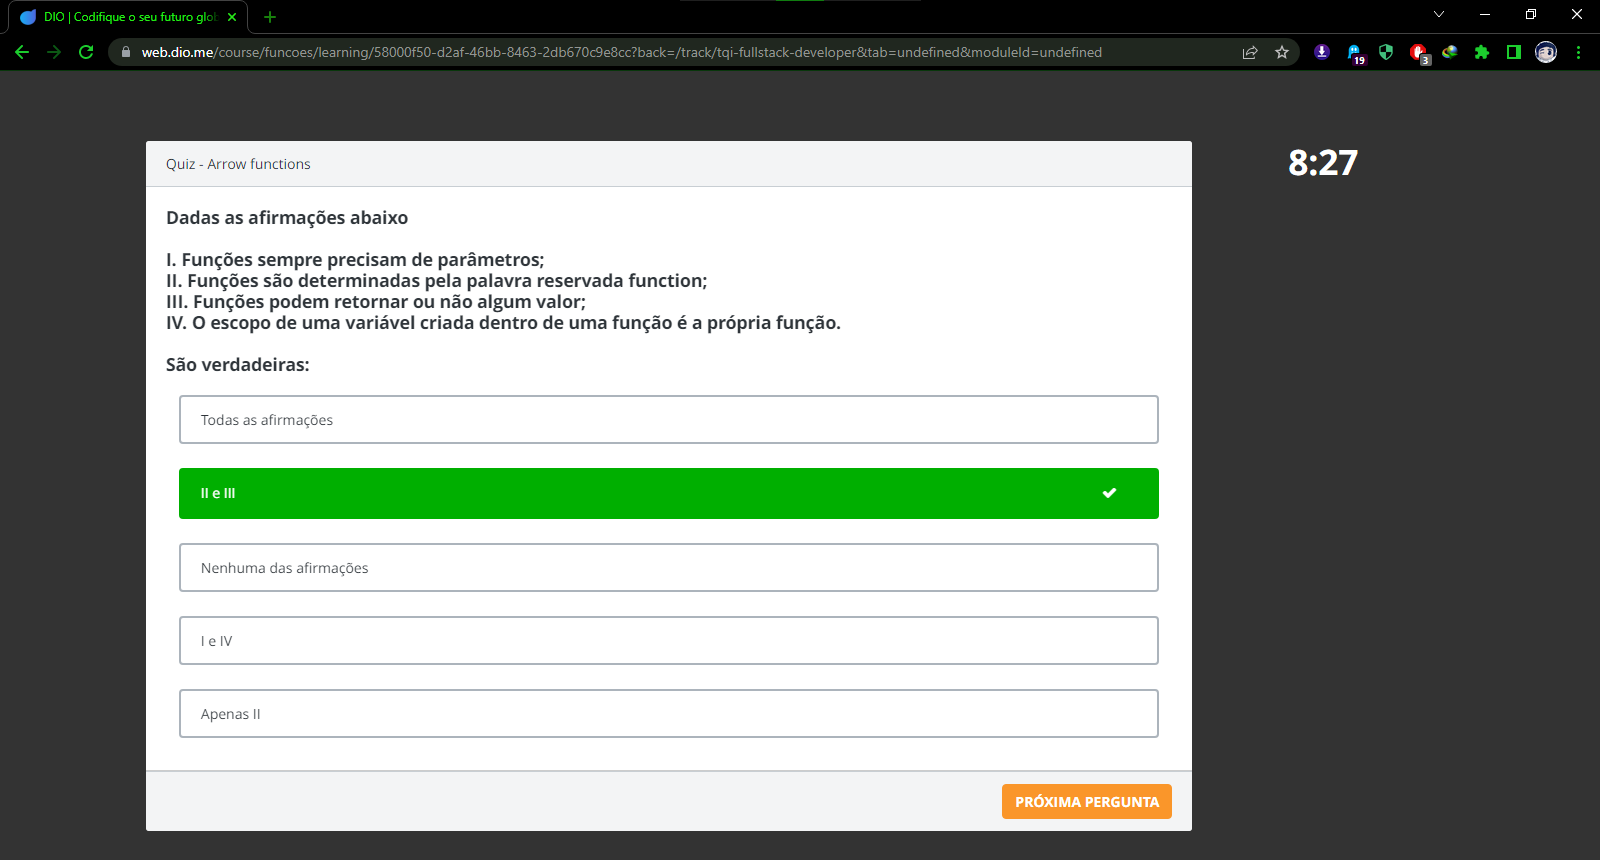 DIO | Codifique o seu futuro glob
web.dio.me/course/funcoes/learning/58000f50-d2af-46bb-8463-2db670c9e8cc?back=/track/tqi-fullstack-developer&tab=undefined&moduleId=undefined
19
3
Quiz - Arrow functions
8:27
Dadas as afirmações abaixo
I. Funções sempre precisam de parâmetros;
II. Funções são determinadas pela palavra reservada function;
III. Funções podem retornar ou não algum valor;
IV. O escopo de uma variável criada dentro de uma função é a própria função.
São verdadeiras:
Todas as afirmações
II e III
Nenhuma das afirmações
I e IV
Apenas II
PRÓXIMA PERGUNTA